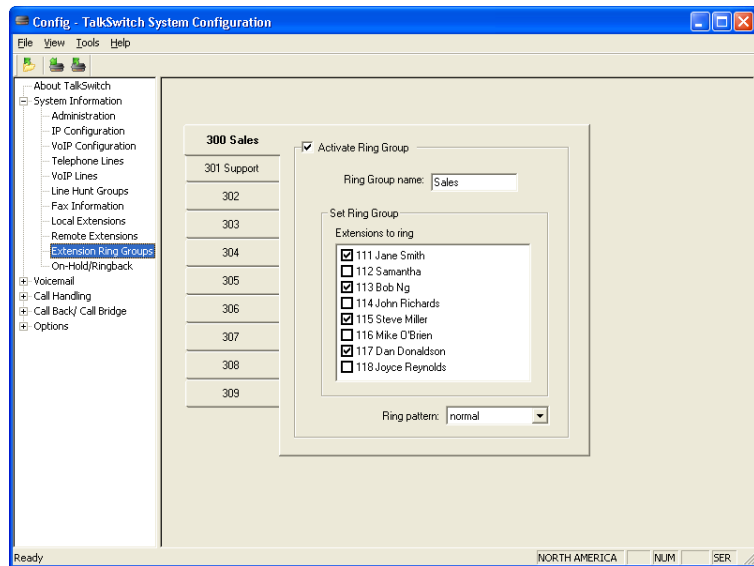 Config - TalkSwitch System Configuration
File View Tools Help
About TalkSwitch
System Information
Administration
IP Configuration
VoIP Configuration
Telephone Lines
VoIP Lines
Line Hunt Groups
Fax Information
Local Extensions
Remote Extensions
Extension Ring Groups
On-Hold/Ringback
Voicemail
Call Handling
Call Back/ Call Bridge
Options
300 Sales
301 Support
302
303
304
305
306
307
308
309
Activate Ring Group
Ring Group name: Sales
Set Ring Group
Extensions to ring
111 Jane Smith
112 Samantha
113 Bob Ng
114 John Richards
115 Steve Miller
116 Mike O'Brien
117 Dan Donaldson
118 Joyce Reynolds
Ring pattern: normal
Ready NORTH AMERICA NUM SER